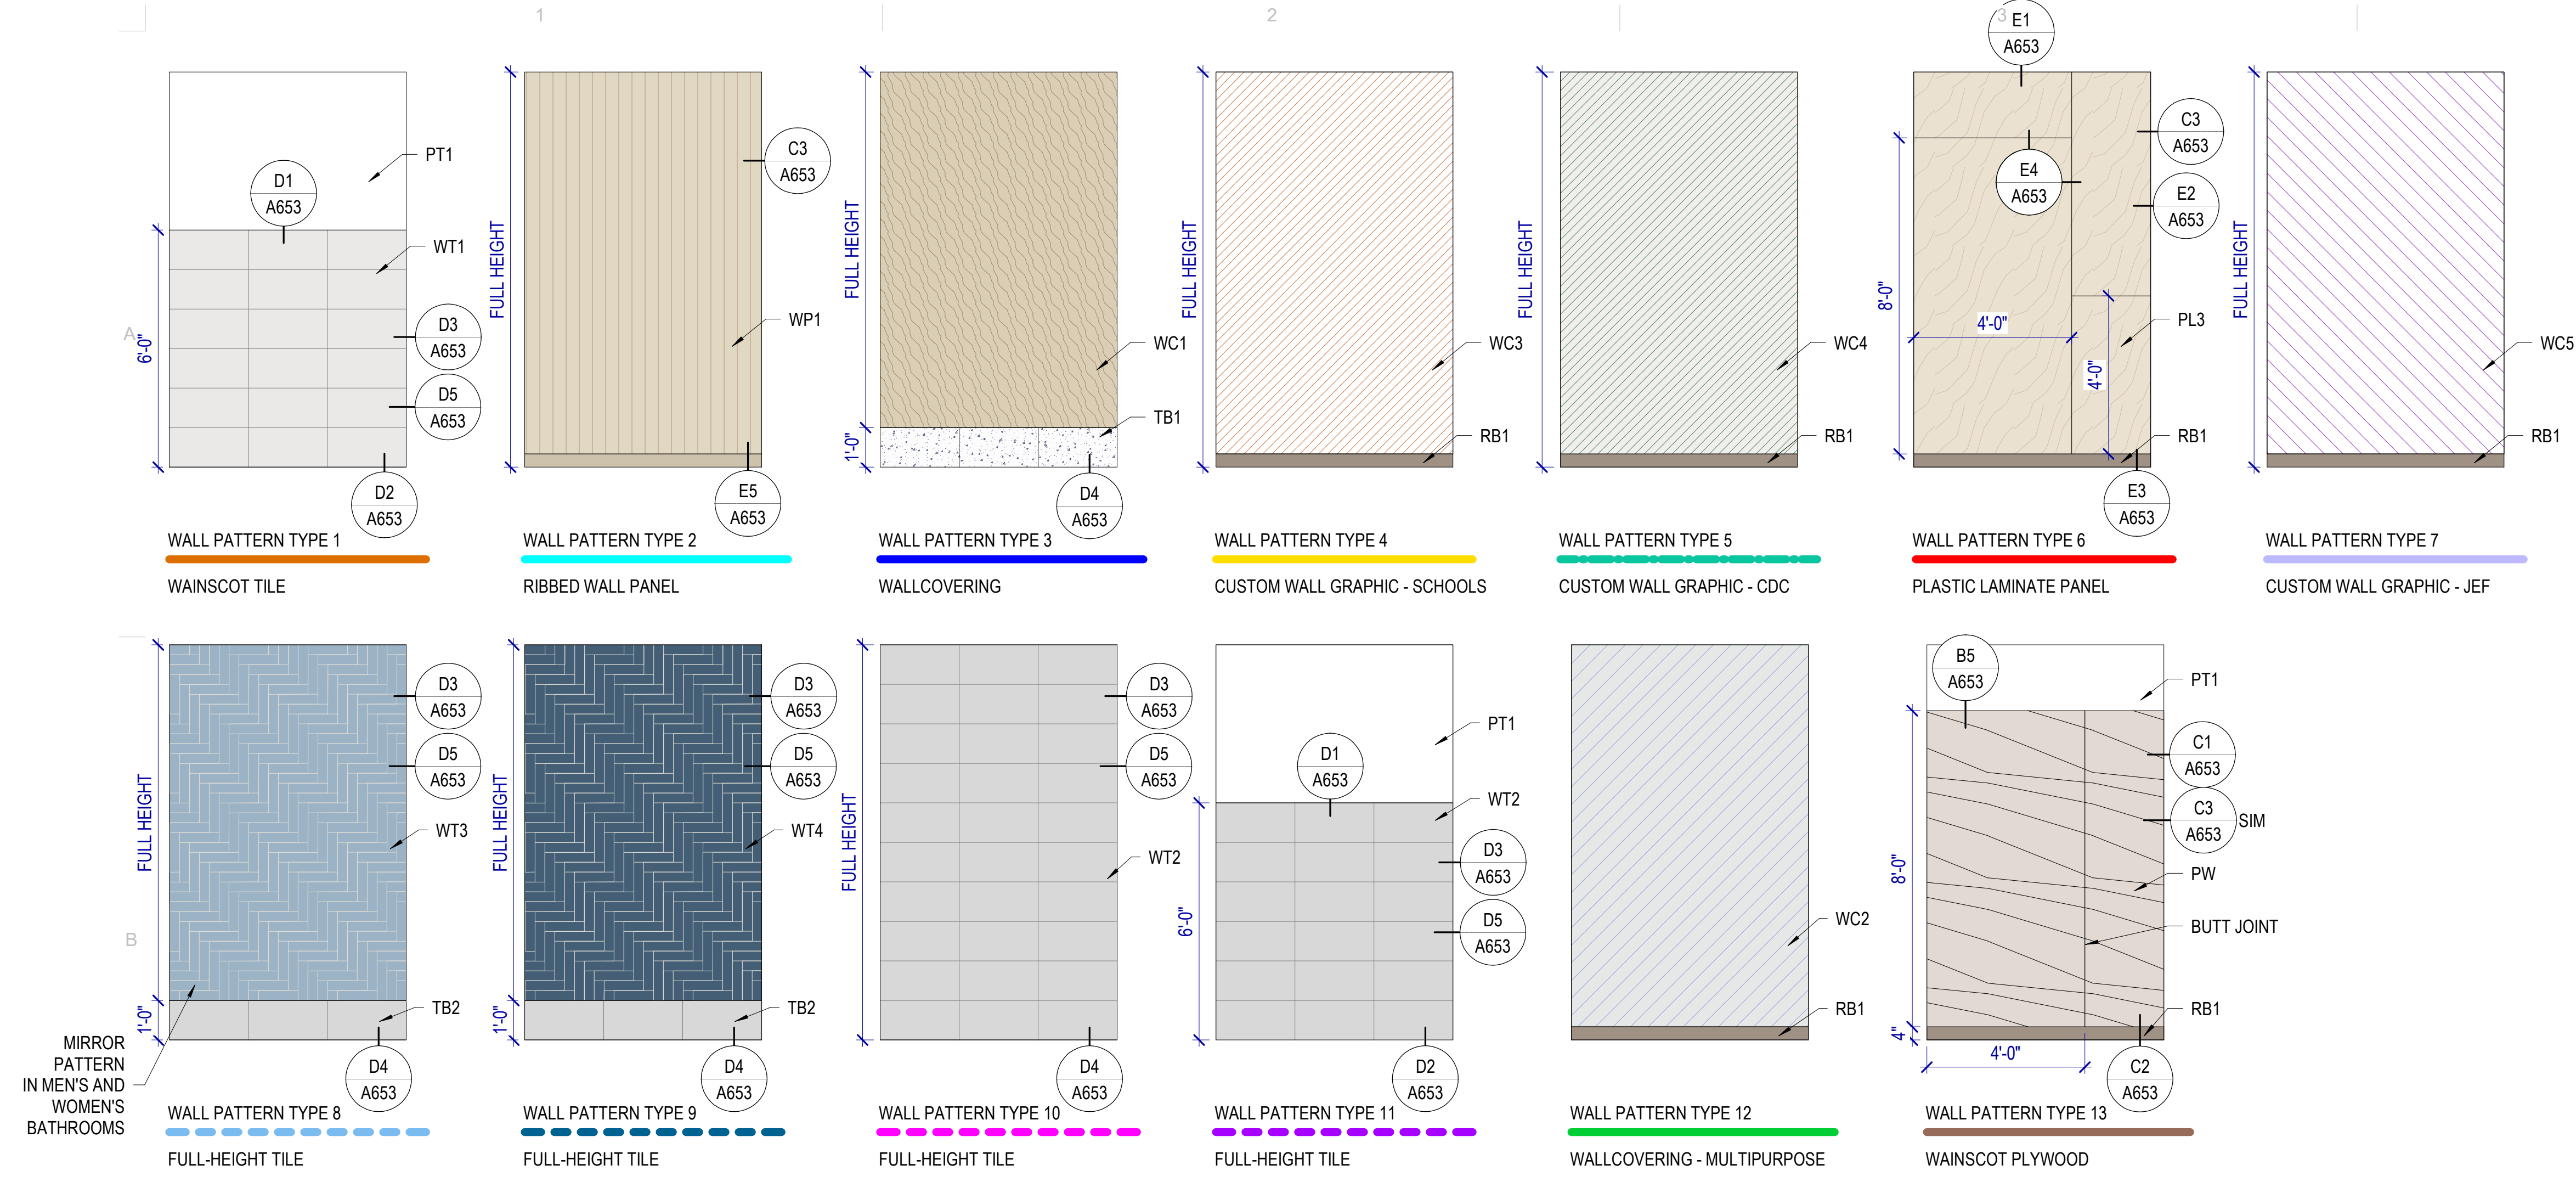 1
2
3
A
B
PT1
D1
A653
WT1
D3
A653
D5
A653
D2
A653
6'-0"
WALL PATTERN TYPE 1
WAINSCOT TILE
FULL HEIGHT
C3
A653
WP1
E5
A653
WALL PATTERN TYPE 2
RIBBED WALL PANEL
FULL HEIGHT
1'-0"
WC1
TB1
D4
A653
WALL PATTERN TYPE 3
WALLCOVERING
FULL HEIGHT
WC3
RB1
WALL PATTERN TYPE 4
CUSTOM WALL GRAPHIC - SCHOOLS
FULL HEIGHT
WC4
RB1
WALL PATTERN TYPE 5
CUSTOM WALL GRAPHIC - CDC
E1
A653
C3
A653
E4
A653
E2
A653
8'-0"
4'-0"
4'-0"
PL3
RB1
E3
A653
WALL PATTERN TYPE 6
PLASTIC LAMINATE PANEL
FULL HEIGHT
WC5
RB1
WALL PATTERN TYPE 7
CUSTOM WALL GRAPHIC - JEF
FULL HEIGHT
1'-0"
D3
A653
D5
A653
WT3
TB2
D4
A653
MIRROR
PATTERN
IN MEN'S AND
WOMEN'S
BATHROOMS
WALL PATTERN TYPE 8
FULL-HEIGHT TILE
FULL HEIGHT
1'-0"
D3
A653
D5
A653
WT4
TB2
D4
A653
WALL PATTERN TYPE 9
FULL-HEIGHT TILE
FULL HEIGHT
D3
A653
D5
A653
WT2
D4
A653
WALL PATTERN TYPE 10
FULL-HEIGHT TILE
PT1
D1
A653
WT2
D3
A653
D5
A653
6'-0"
D2
A653
WALL PATTERN TYPE 11
FULL-HEIGHT TILE
WC2
RB1
WALL PATTERN TYPE 12
WALLCOVERING - MULTIPURPOSE
B5
A653
PT1
C1
A653
C3
A653
SIM
PW
BUTT JOINT
RB1
8'-0"
4"
4'-0"
C2
A653
WALL PATTERN TYPE 13
WAINSCOT PLYWOOD